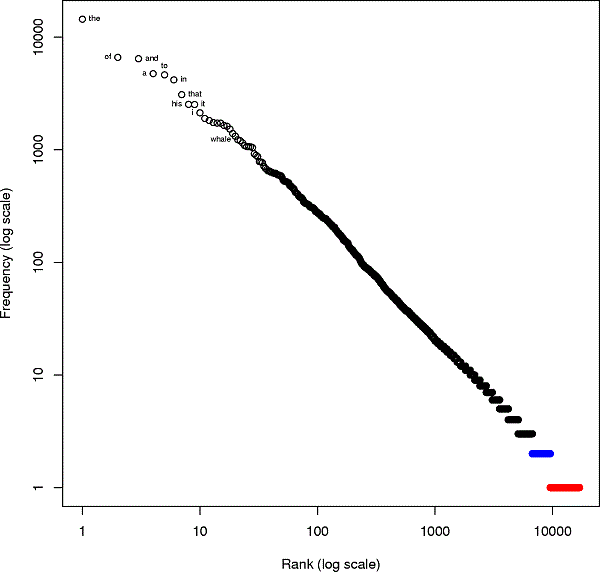 the
of
and
to
a
in
that
his
it
i
whale
10000
1000
100
10
1
Frequency (log scale)
1
10
100
1000
10000
Rank (log scale)